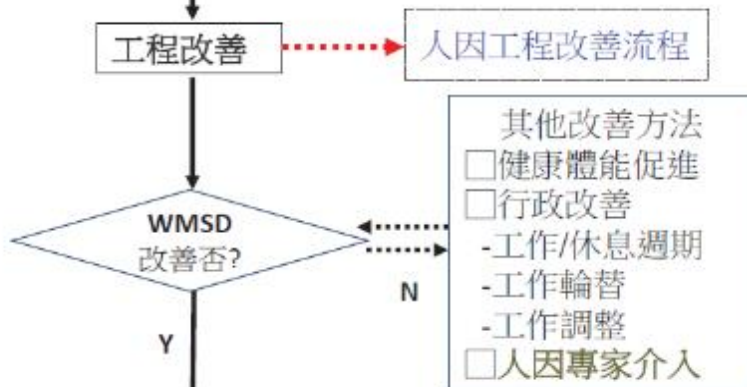 工程改善
人因工程改善流程
其他改善方法
□健康體能促進
□行政改善
-工作/休息週期
-工作輪替
-工作調整
□人因專家介入
WMSD
改善否?
N
Y